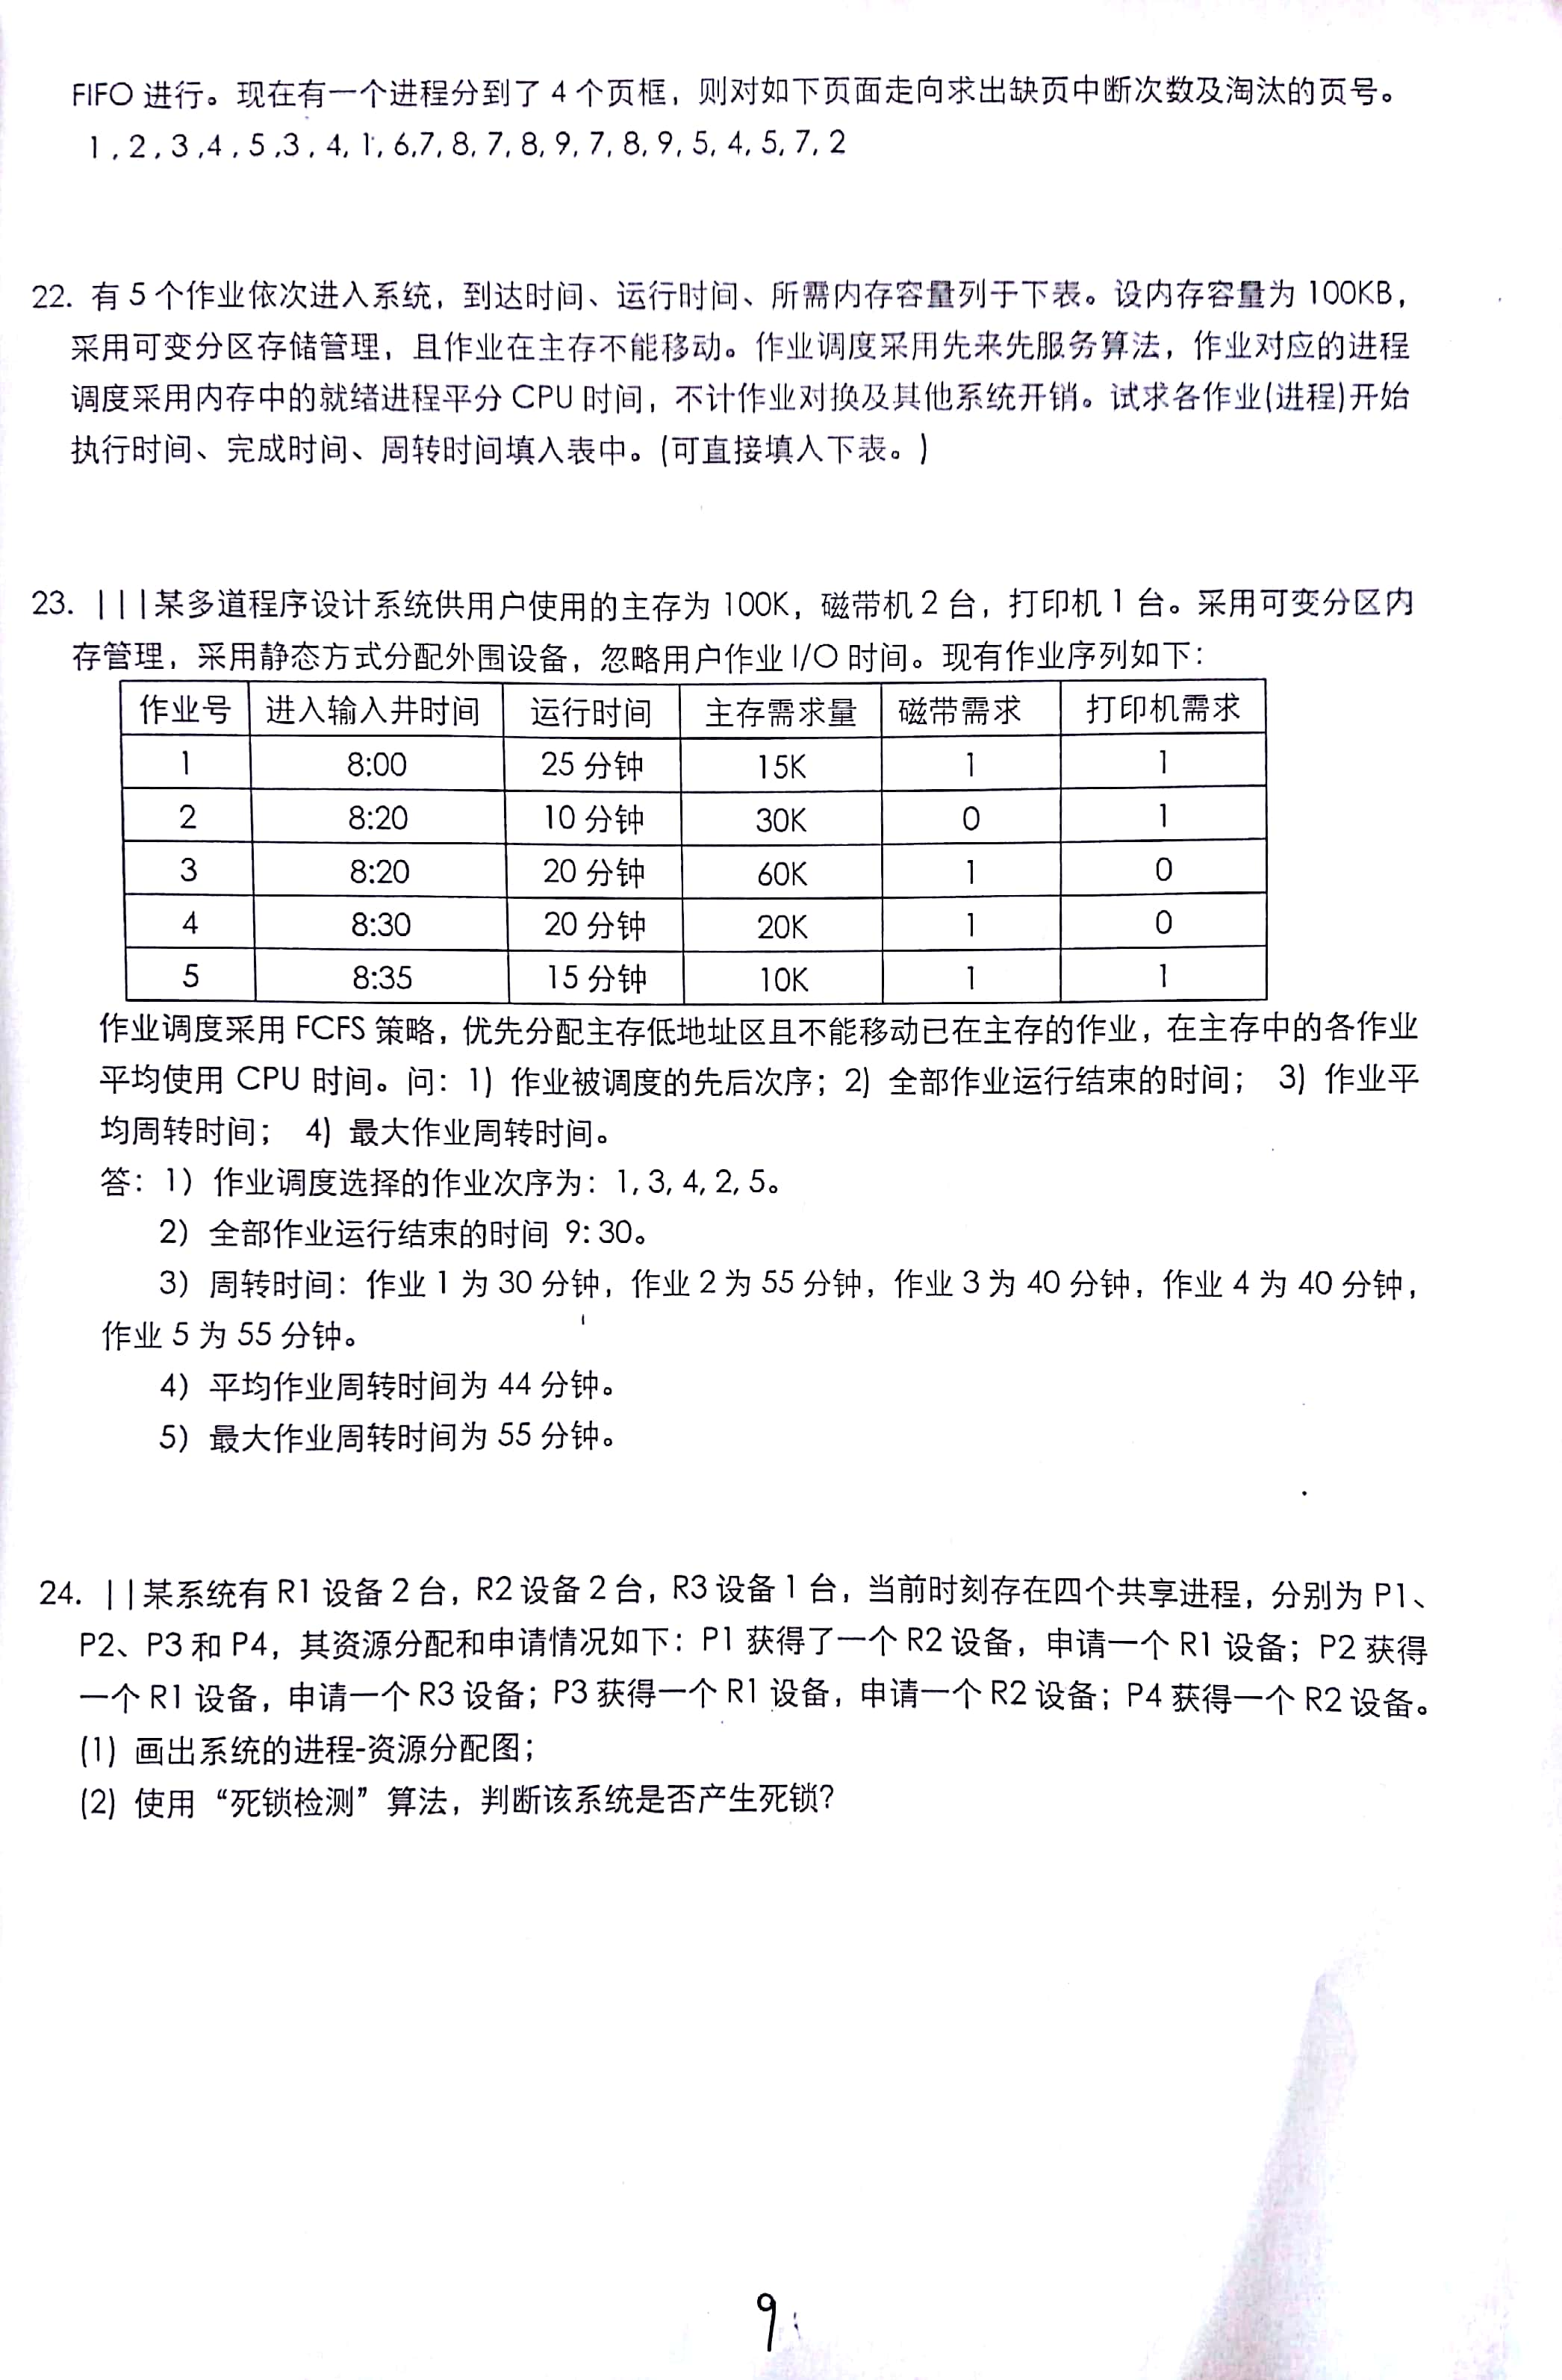 FIFO 进行。现在有一个进程分到了 4 个页框，则对如下页面走向求出缺页中断次数及淘汰的页号。
1 , 2 , 3 ,4 , 5 ,3 , 4, 1, 6,7, 8, 7, 8, 9, 7, 8, 9, 5, 4, 5, 7, 2
22. 有 5 个作业依次进入系统，到达时间、运行时间、所需内存容量列于下表。设内存容量为 100KB，
采用可变分区存储管理，且作业在主存不能移动。作业调度采用先来先服务算法，作业对应的进程
调度采用内存中的就绪进程平分 CPU 时间，不计作业对换及其他系统开销。试求各作业(进程)开始
执行时间、完成时间、周转时间填入表中。(可直接填入下表。)
23. |||某多道程序设计系统供用户使用的主存为 100K，磁带机 2 台，打印机 1 台。采用可变分区内
存管理，采用静态方式分配外围设备，忽略用户作业 I/O 时间。现有作业序列如下：
作业号 进入输入井时间 运行时间 主存需求量 磁带需求 打印机需求
1 8:00 25 分钟 15K 1 1
2 8:20 10 分钟 30K 0 1
3 8:20 20 分钟 60K 1 0
4 8:30 20 分钟 20K 1 0
5 8:35 15 分钟 10K 1 1
作业调度采用 FCFS 策略，优先分配主存低地址区且不能移动已在主存的作业，在主存中的各作业
平均使用 CPU 时间。问：1) 作业被调度的先后次序；2) 全部作业运行结束的时间； 3) 作业平
均周转时间； 4) 最大作业周转时间。
答：1）作业调度选择的作业次序为：1, 3, 4, 2, 5。
2）全部作业运行结束的时间 9: 30。
3）周转时间：作业 1 为 30 分钟，作业 2 为 55 分钟，作业 3 为 40 分钟，作业 4 为 40 分钟，
作业 5 为 55 分钟。
4）平均作业周转时间为 44 分钟。
5）最大作业周转时间为 55 分钟。
24. ||某系统有 R1 设备 2 台，R2 设备 2 台，R3 设备 1 台，当前时刻存在四个共享进程，分别为 P1、
P2、P3 和 P4，其资源分配和申请情况如下：P1 获得了一个 R2 设备，申请一个 R1 设备；P2 获得
一个 R1 设备，申请一个 R3 设备；P3 获得一个 R1 设备，申请一个 R2 设备；P4 获得一个 R2 设备。
(1) 画出系统的进程-资源分配图；
(2) 使用“死锁检测”算法，判断该系统是否产生死锁?
9